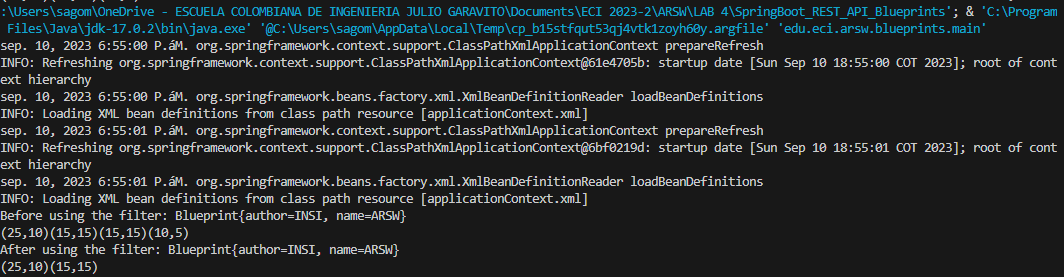 :\Users\sagom\OneDrive - ESCUELA COLOMBIANA DE INGENIERIA JULIO GARAVITO\Documents\ECI 2023-2\ARSW\LAB 4\SpringBoot_REST_API_Blueprints'; & 'C:\Program
 Files\Java\jdk-17.0.2\bin\java.exe' '@C:\Users\sagom\AppData\Local\Temp\cp_b15stfqut53qj4vtk1zoyh60y.argfile' 'edu.eci.arsw.blueprints.main'
sep. 10, 2023 6:55:00 P.áM. org.springframework.context.support.ClassPathXmlApplicationContext prepareRefresh
INFO: Refreshing org.springframework.context.support.ClassPathXmlApplicationContext@61e4705b: startup date [Sun Sep 10 18:55:00 COT 2023]; root of cont
ext hierarchy
sep. 10, 2023 6:55:00 P.áM. org.springframework.beans.factory.xml.XmlBeanDefinitionReader loadBeanDefinitions
INFO: Loading XML bean definitions from class path resource [applicationContext.xml]
sep. 10, 2023 6:55:01 P.áM. org.springframework.context.support.ClassPathXmlApplicationContext prepareRefresh
INFO: Refreshing org.springframework.context.support.ClassPathXmlApplicationContext@6bf0219d: startup date [Sun Sep 10 18:55:01 COT 2023]; root of cont
ext hierarchy
sep. 10, 2023 6:55:01 P.áM. org.springframework.beans.factory.xml.XmlBeanDefinitionReader loadBeanDefinitions
INFO: Loading XML bean definitions from class path resource [applicationContext.xml]
Before using the filter: Blueprint{author=INSI, name=ARSW}
(25,10)(15,15)(15,15)(10,5)
After using the filter: Blueprint{author=INSI, name=ARSW}
(25,10)(15,15)